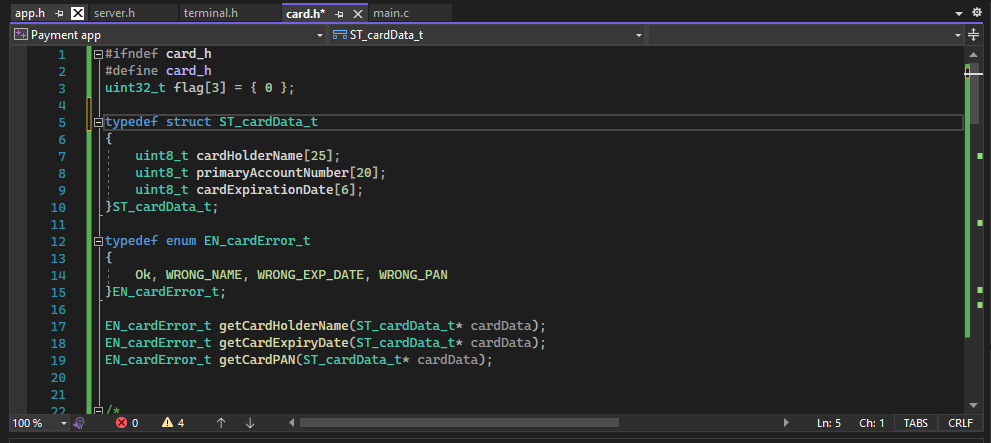 app.h server.h terminal.h card.h* main.c
Payment app ST_cardData_t
1 #ifndef card_h
2 #define card_h
3 uint32_t flag[3] = { 0 };
4
5 typedef struct ST_cardData_t
6 {
7 uint8_t cardHolderName[25];
8 uint8_t primaryAccountNumber[20];
9 uint8_t cardExpirationDate[6];
10 }ST_cardData_t;
11
12 typedef enum EN_cardError_t
13 {
14 Ok, WRONG_NAME, WRONG_EXP_DATE, WRONG_PAN
15 }EN_cardError_t;
16
17 EN_cardError_t getCardHolderName(ST_cardData_t* cardData);
18 EN_cardError_t getCardExpiryDate(ST_cardData_t* cardData);
19 EN_cardError_t getCardPAN(ST_cardData_t* cardData);
20
21
22 /*
100 % 0 4 Ln: 5 Ch: 1 TABS CRLF